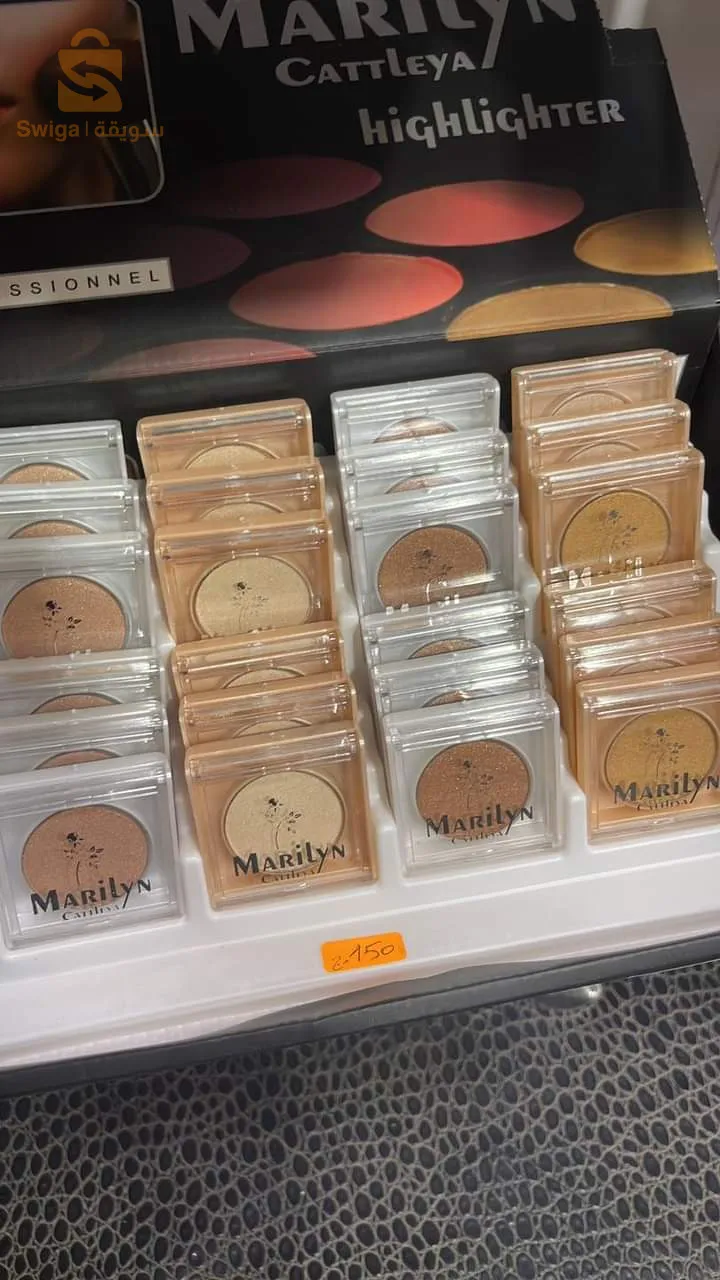 MARILYN
CATTLEYA
highlighTER
Swiga | سويقة
SSIONNEL
MARILYN
Cattleya
MARILYN
Cattleya
MARILYN
Cattleya
MARILYN
Cattleya
150